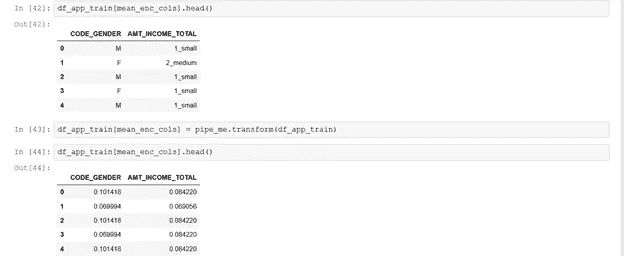 In [42]: df_app_train[mean_enc_cols].head()
Out[42]:
CODE_GENDER AMT_INCOME_TOTAL
0 M 1_small
1 F 2_medium
2 M 1_small
3 F 1_small
4 M 1_small
In [43]: df_app_train[mean_enc_cols] = pipe_me.transform(df_app_train)
In [44]: df_app_train[mean_enc_cols].head()
Out[44]:
CODE_GENDER AMT_INCOME_TOTAL
0 0.101418 0.084220
1 0.069994 0.069056
2 0.101418 0.084220
3 0.069994 0.084220
4 0.101418 0.084220